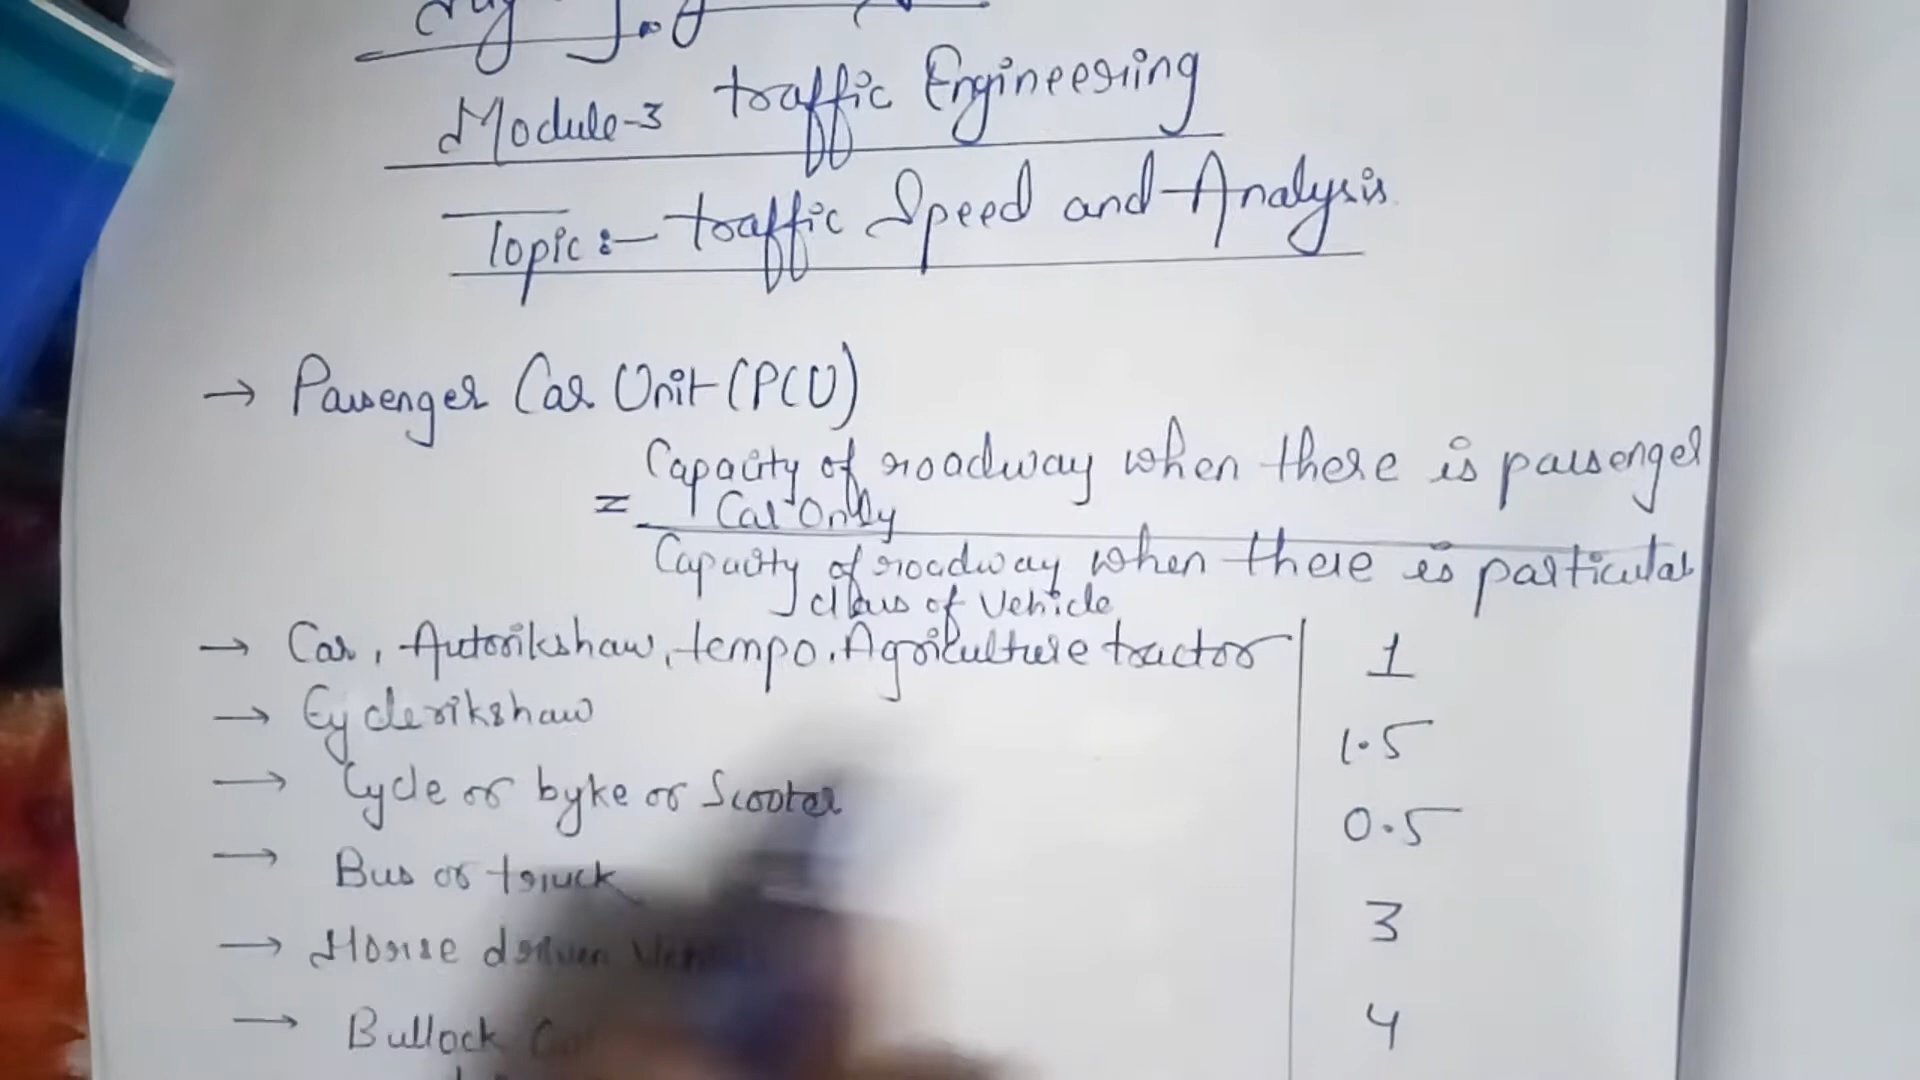 Module-3 traffic Engineering
Topic:- traffic Speed and Analysis
→ Passenger Car Unit (PCU)
= Capacity of roadway when there is passenger
Car Only
Capacity of roadway when there is particular
class of Vehicle
→ Car, Autorikshaw, tempo, Agriculture tractor 1
→ Cyclerikshaw 1.5
→ Cycle or byke or Scooter 0.5
→ Bus or truck 3
→ Horse driven 4
→ Bullock